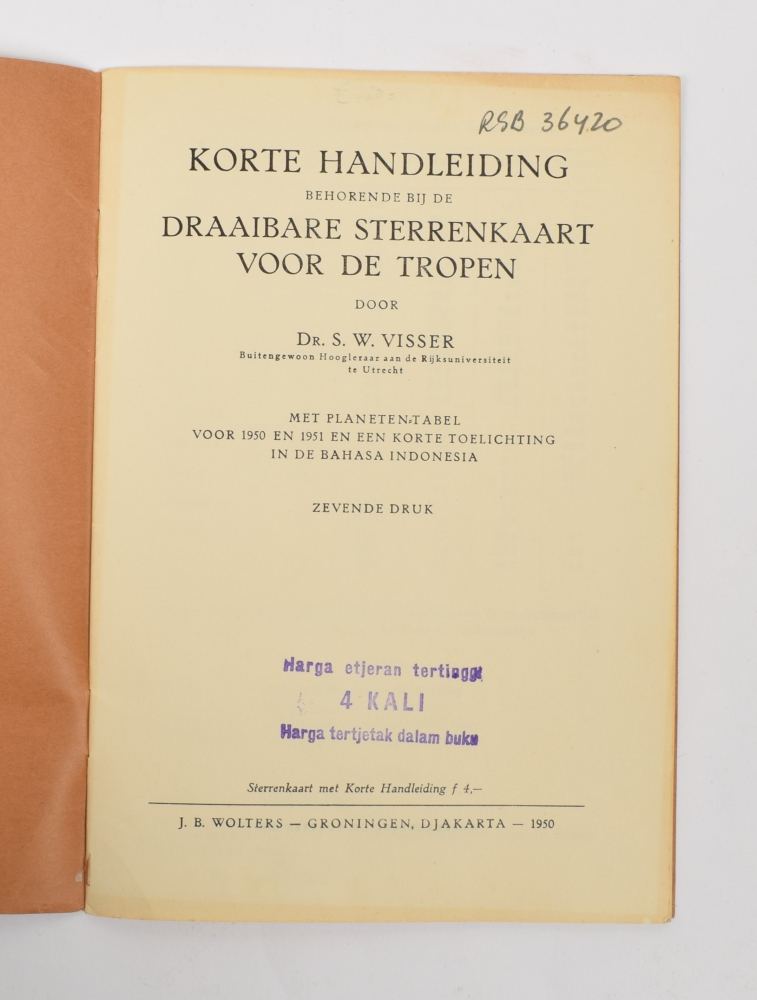 RSB 36420
KORTE HANDLEIDING
BEHORENDE BIJ DE
DRAAIBARE STERRENKAART
VOOR DE TROPEN
DOOR
DR. S. W. VISSER
Buitengewoon Hoogleraar aan de Rijksuniversiteit
te Utrecht
MET PLANETEN-TABEL
VOOR 1950 EN 1951 EN EEN KORTE TOELICHTING
IN DE BAHASA INDONESIA
ZEVENDE DRUK
Harga etjeran tertinggi
4 KALI
Harga tertjetak dalam buku
Sterrenkaart met Korte Handleiding f 4,—
J. B. WOLTERS — GRONINGEN, DJAKARTA — 1950